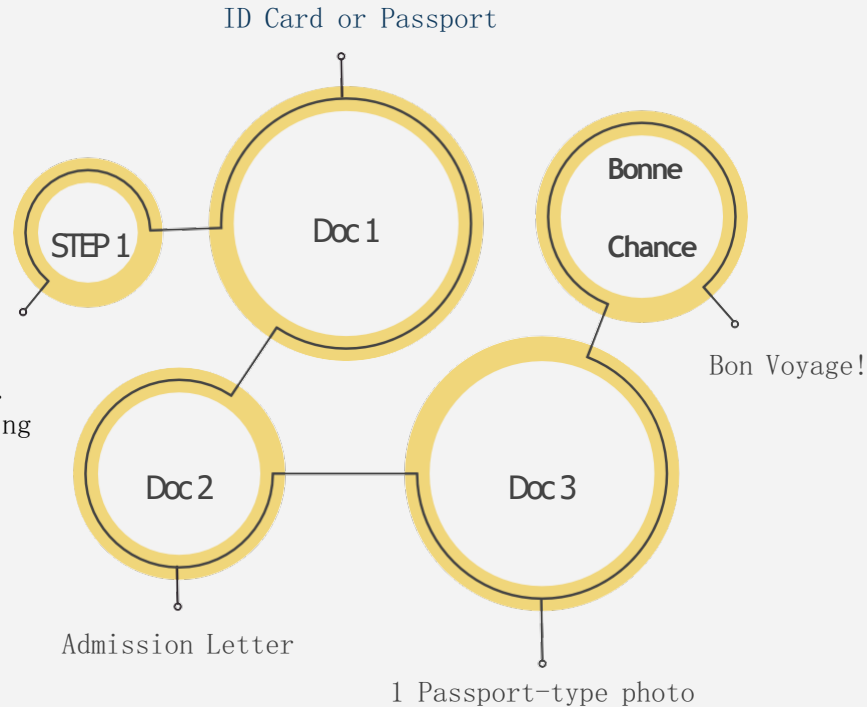 ID Card or Passport
STEP 1
Doc 1
Bonne
Chance
Bon Voyage!
Doc 2
Doc 3
Admission Letter
1 Passport-type photo